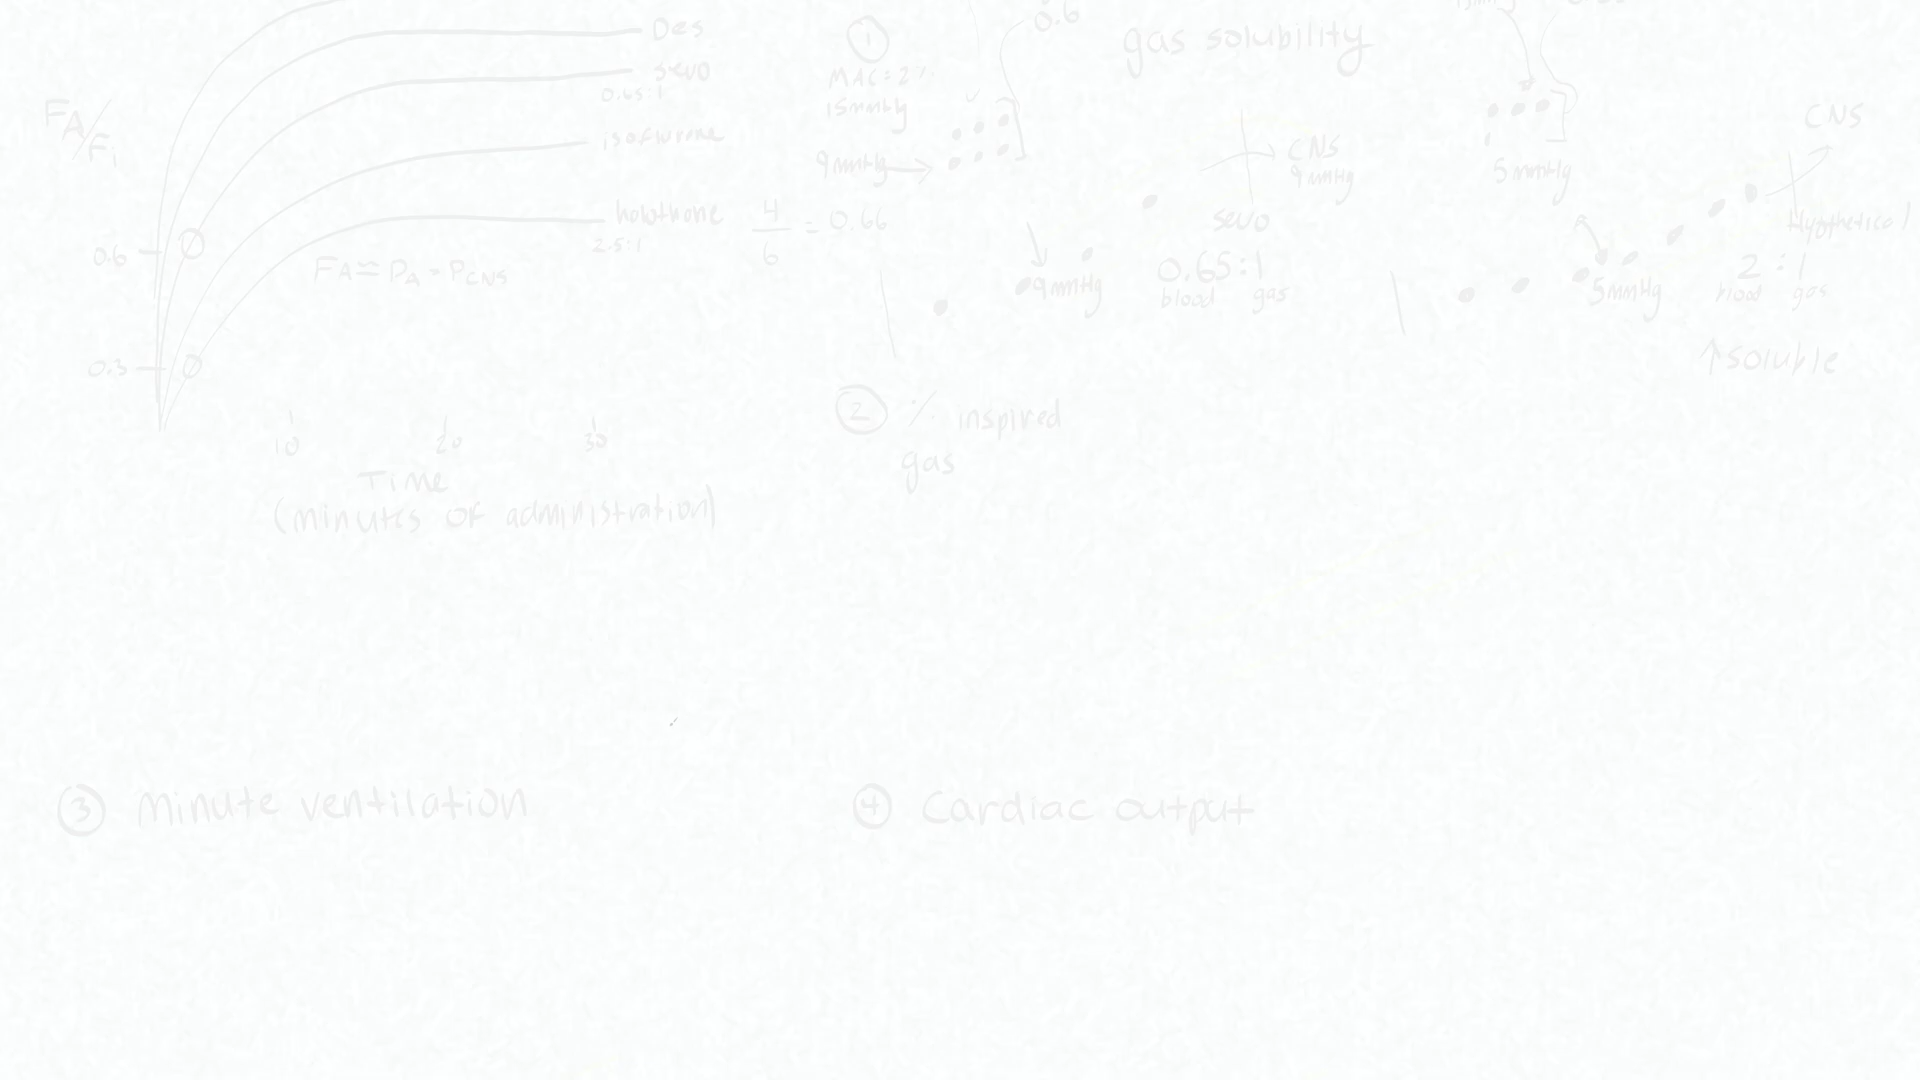 Des
sevo
0.65:1
FA/Fi
isoflurone
halothone
2.5:1
0.6
FA ≈ PA ≈ PCNS
0.3
10 20 30
Time
(minutes of administration)
4/6 = 0.66
1
MAC=2%
15mmHg
9mmHg
0.6
gas solubility
CNS
9mmHg
sevo
9mmHg
0.65:1
blood gas
5mmHg
CNS
Hypothetical
5mmHg
2:1
blood gas
↑soluble
2 % inspired
gas
3 minute ventilation
4 Cardiac output